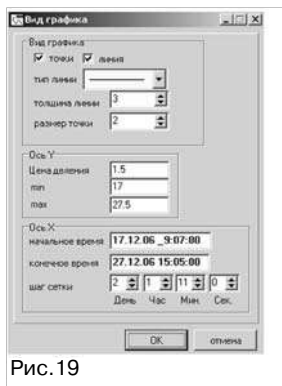 Вид графика
Вид графика
точки линия
тип линии
толщина линии 3
размер точки 2
Ось Y
Цена деления 1.5
min 17
max 27.5
Ось X
начальное время 17.12.06 _9:07:00
конечное время 27.12.06 15:05:00
шаг сетки 2 1 11 0
День Час Мин. Сек.
OK отмена
Рис.19